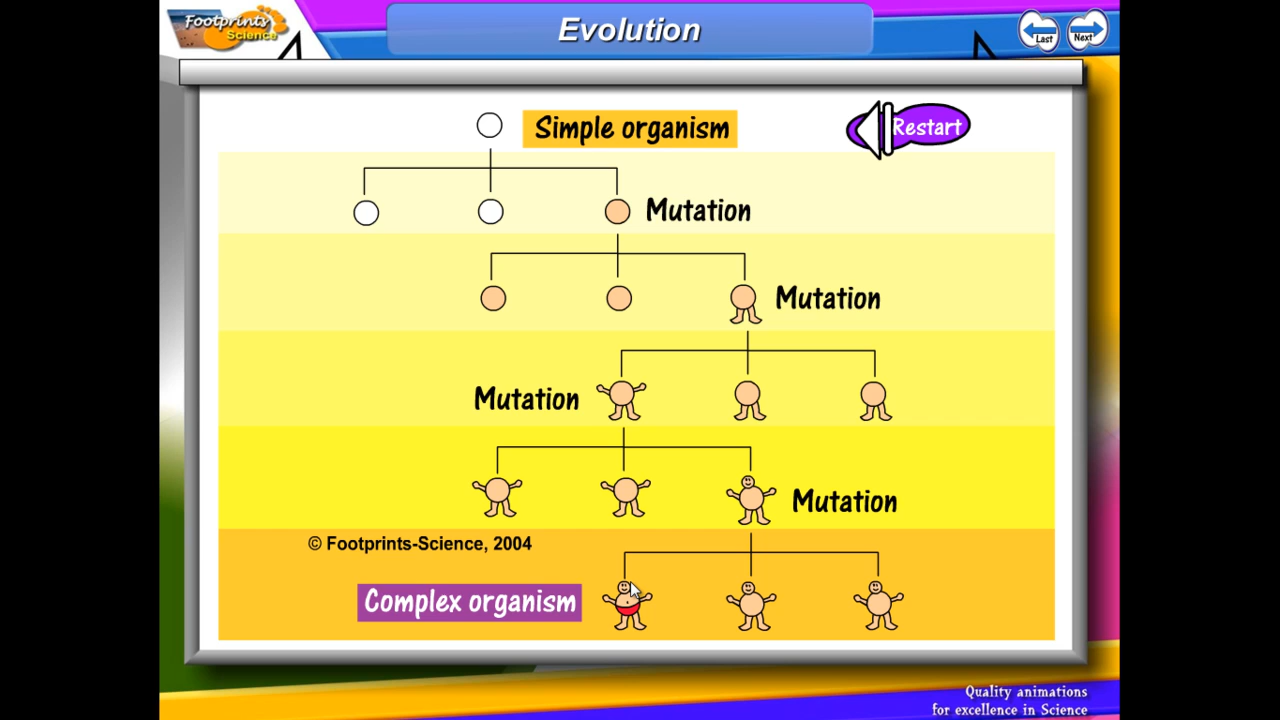 Footprints
Science
Evolution
Last
Next
Simple organism
Restart
Mutation
Mutation
Mutation
Mutation
© Footprints-Science, 2004
Complex organism
Quality animations
for excellence in Science